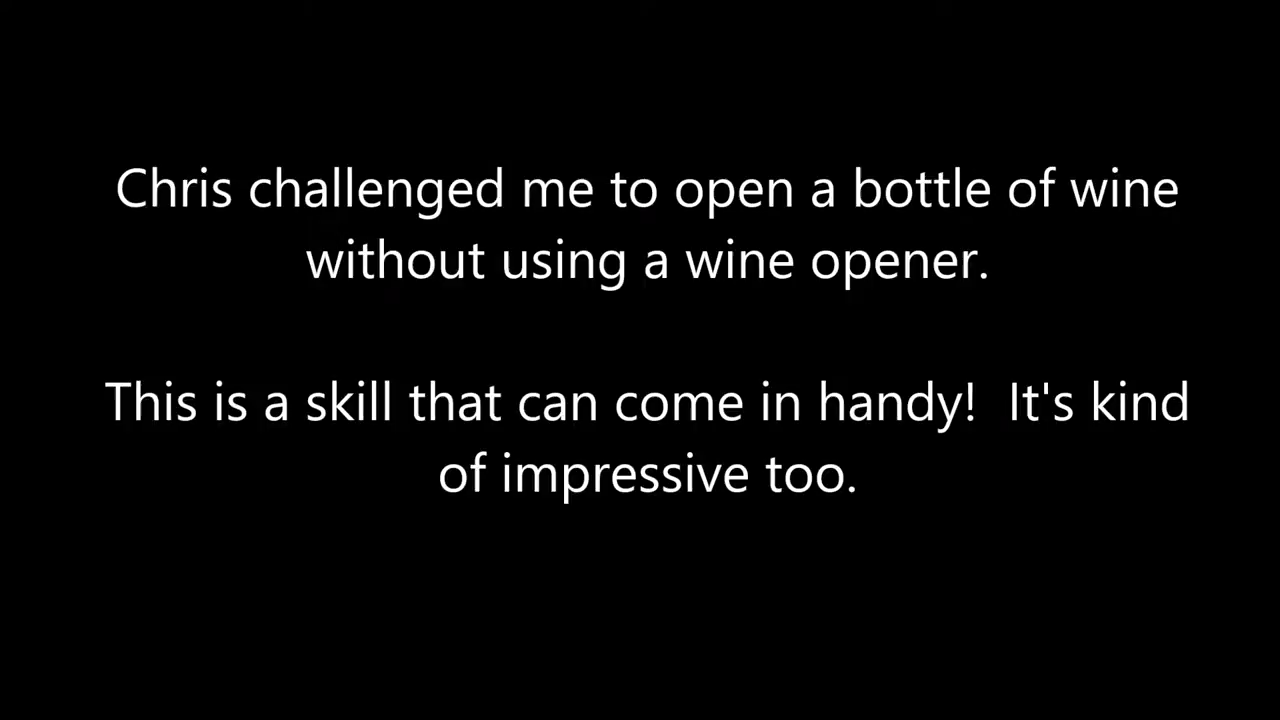 Chris challenged me to open a bottle of wine
without using a wine opener.
This is a skill that can come in handy!  It's kind
of impressive too.